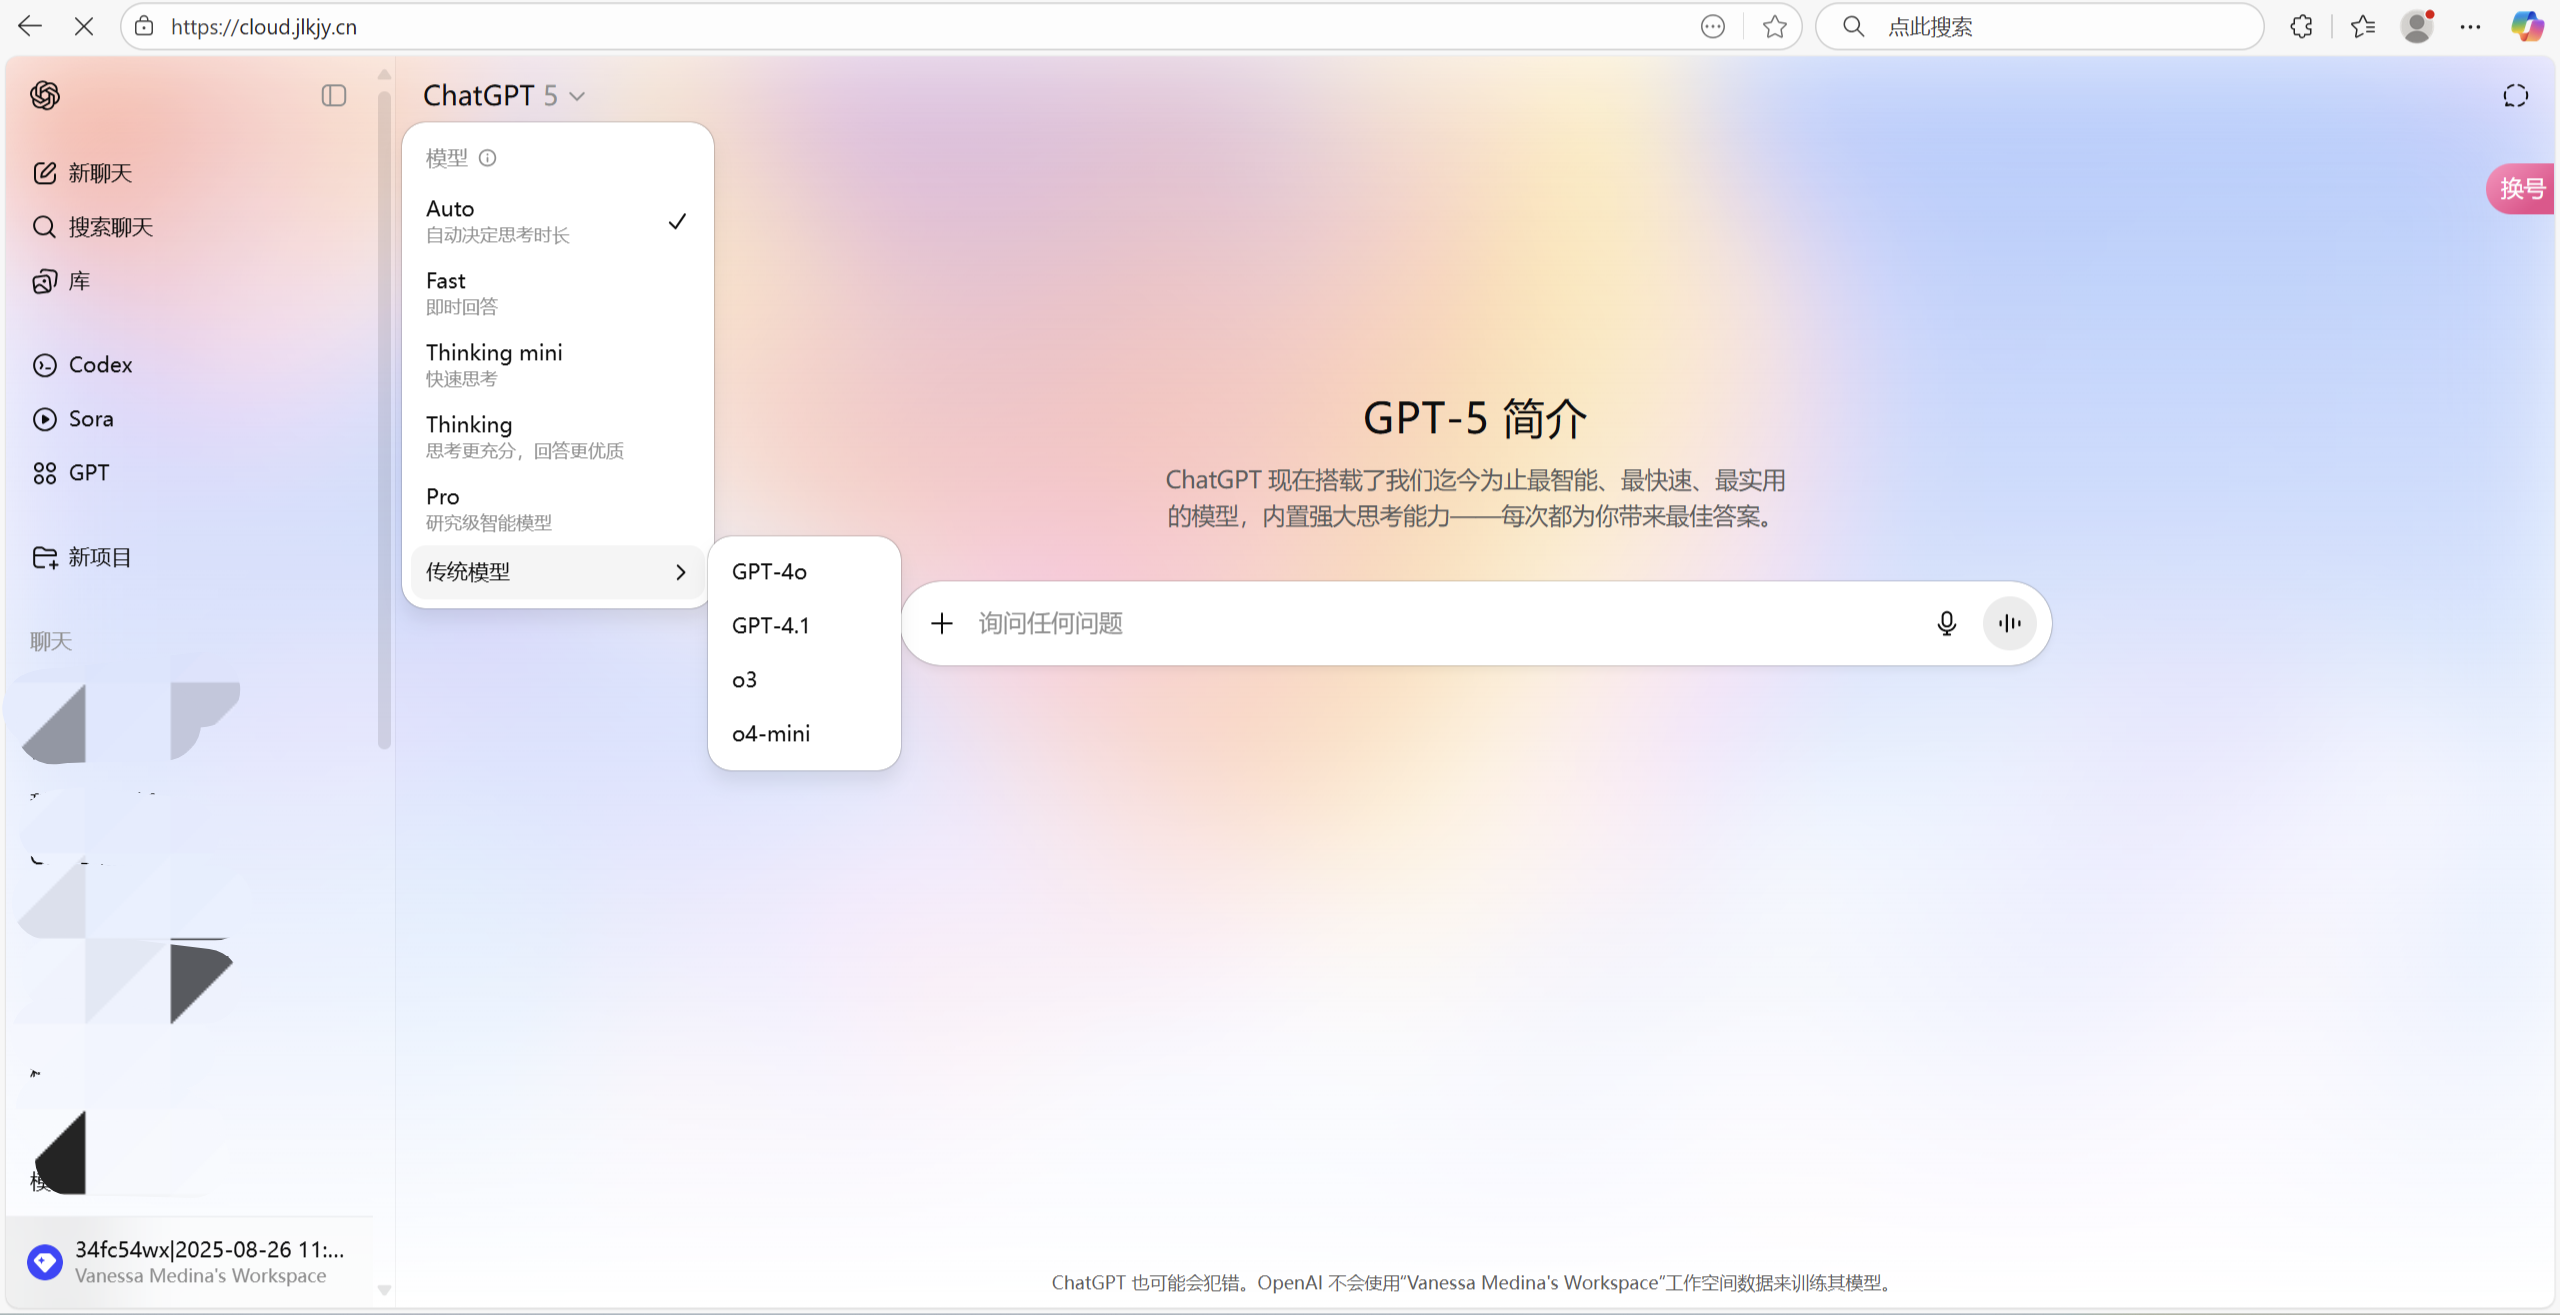 https://cloud.jlkjy.cn
点此搜索
新聊天
搜索聊天
库
Codex
Sora
GPT
新项目
聊天
34fc54wx|2025-08-26 11:...
Vanessa Medina's Workspace
ChatGPT 5
模型
Auto
自动决定思考时长
Fast
即时回答
Thinking mini
快速思考
Thinking
思考更充分，回答更优质
Pro
研究级智能模型
传统模型
GPT-4o
GPT-4.1
o3
o4-mini
换号
GPT-5 简介
ChatGPT 现在搭载了我们迄今为止最智能、最快速、最实用
的模型，内置强大思考能力——每次都为你带来最佳答案。
询问任何问题
ChatGPT 也可能会犯错。OpenAI 不会使用“Vanessa Medina's Workspace”工作空间数据来训练其模型。